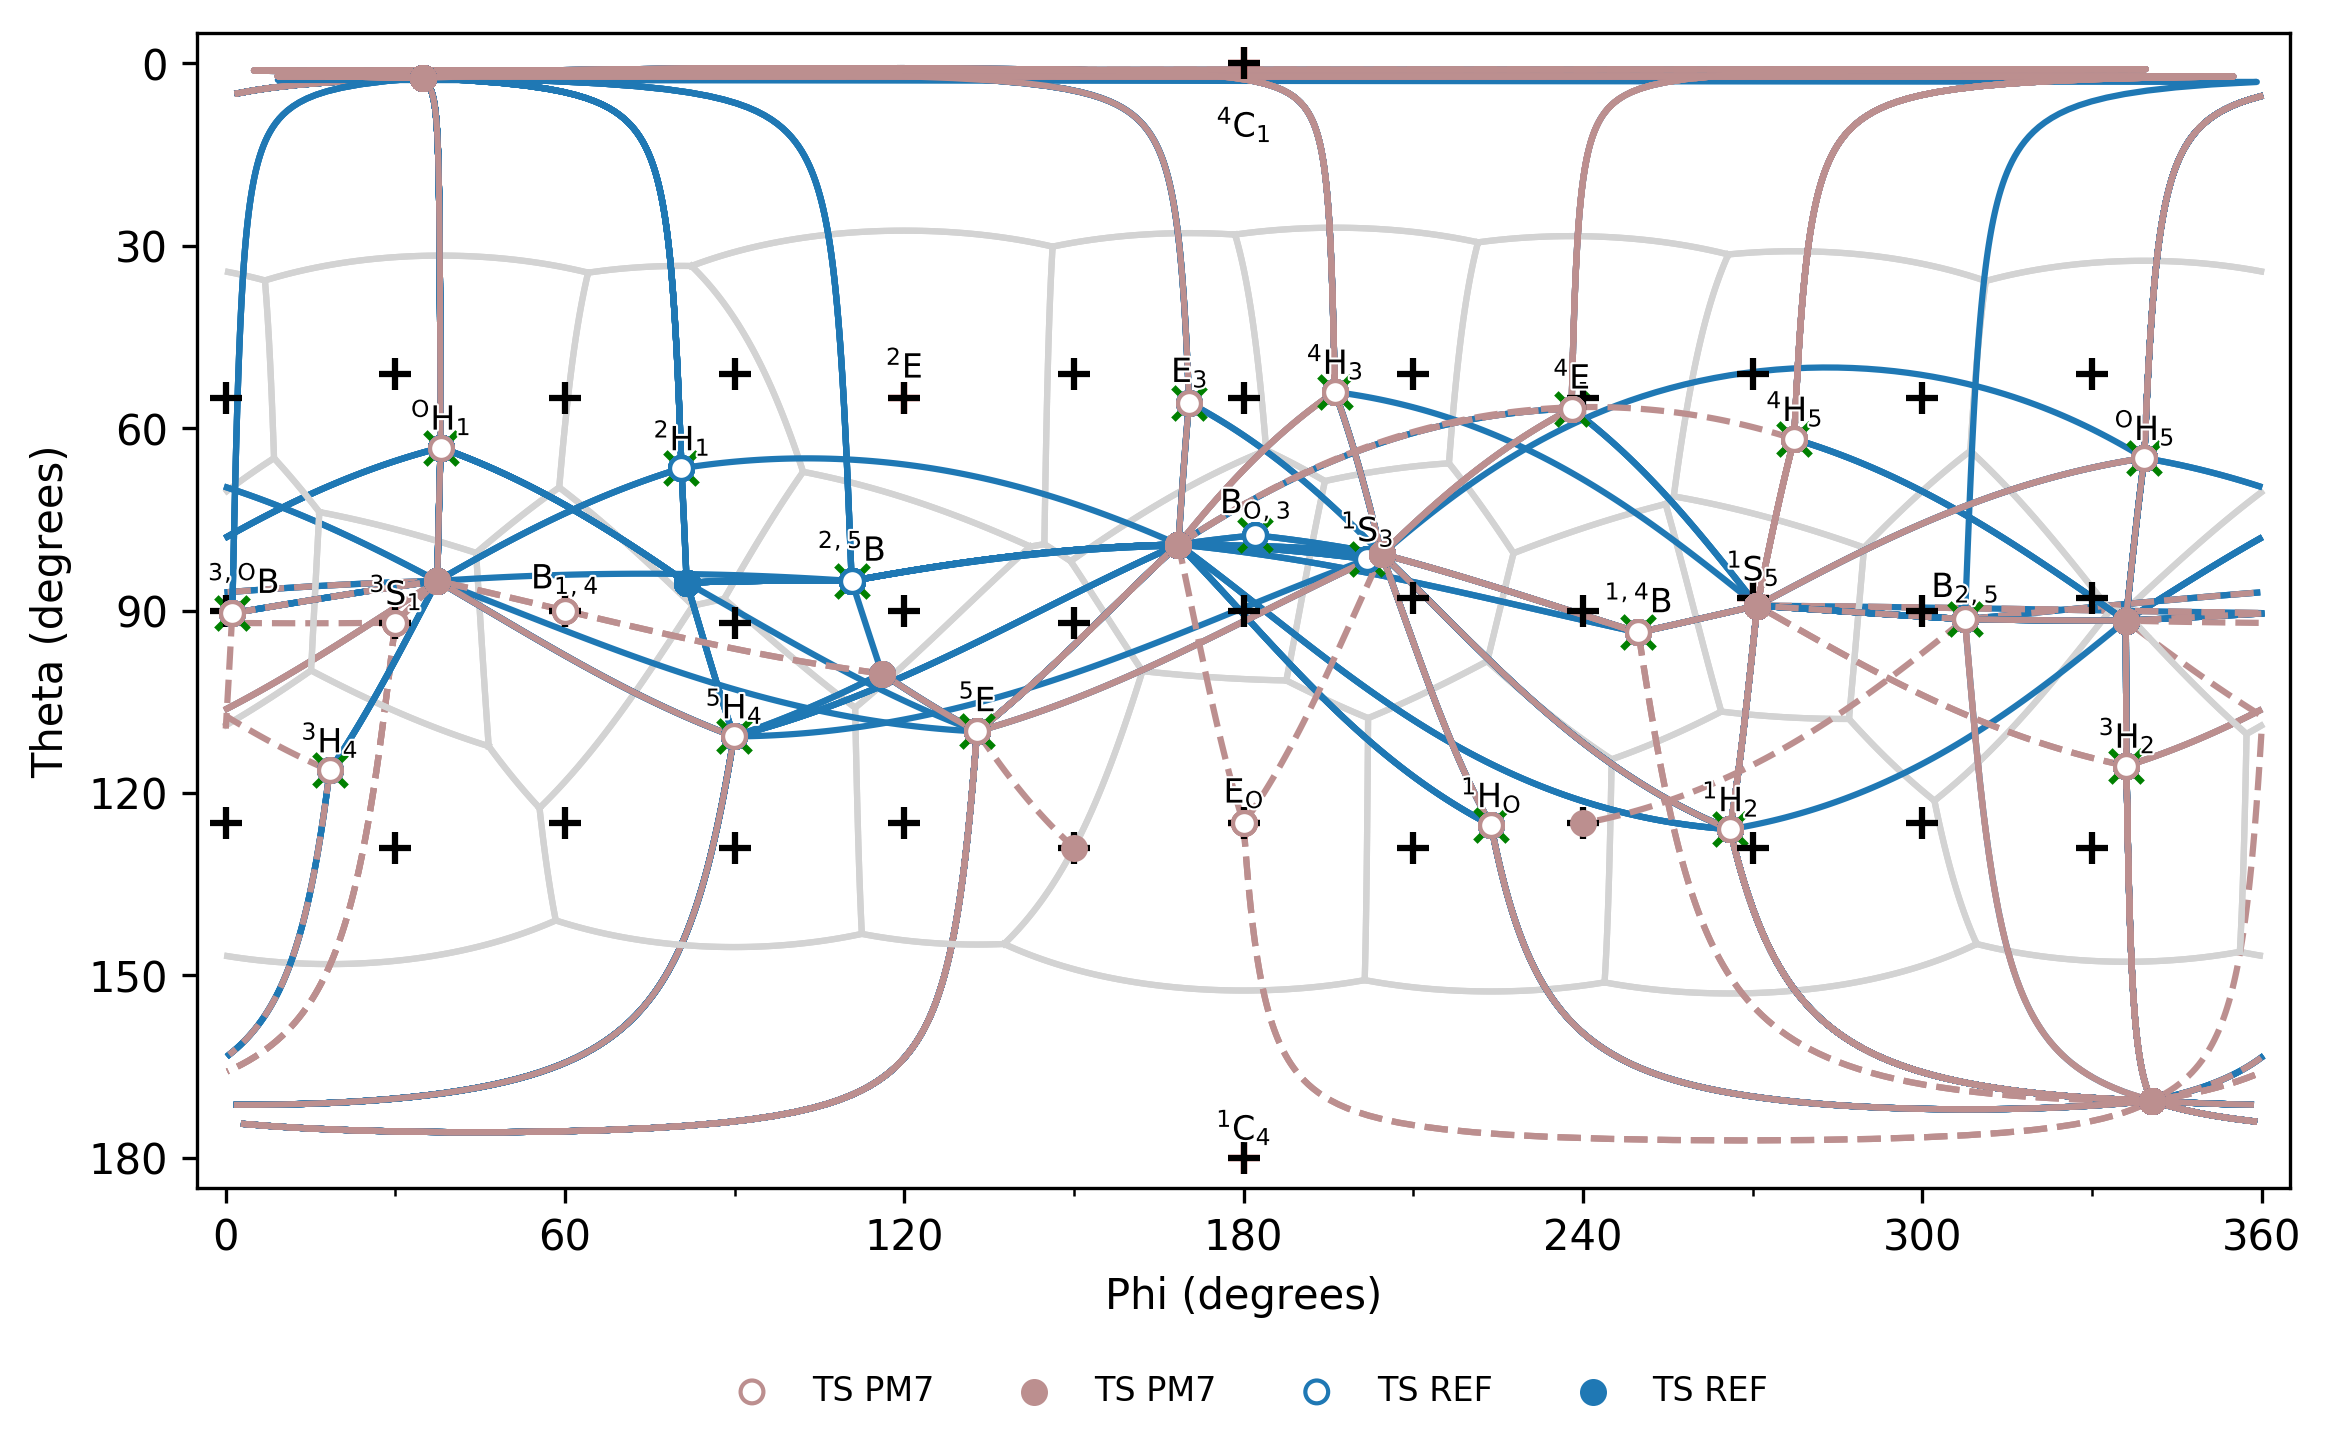 0
30
60
90
120
150
180
Theta (degrees)
⁴C₁
²E
E₃
⁴H₃
⁴E
⁴H₅
ᴼH₅
ᴼH₁
²H₁
B_O,3
¹S₃
²,⁵B
³,ᴼB
³S₁
B₁,₄
¹S₅
¹,⁴B
B₂,₅
⁵H₄
⁵E
³H₄
³H₂
E_O
¹H_O
¹H₂
¹C₄
0
60
120
180
240
300
360
Phi (degrees)
TS PM7 TS PM7 TS REF TS REF